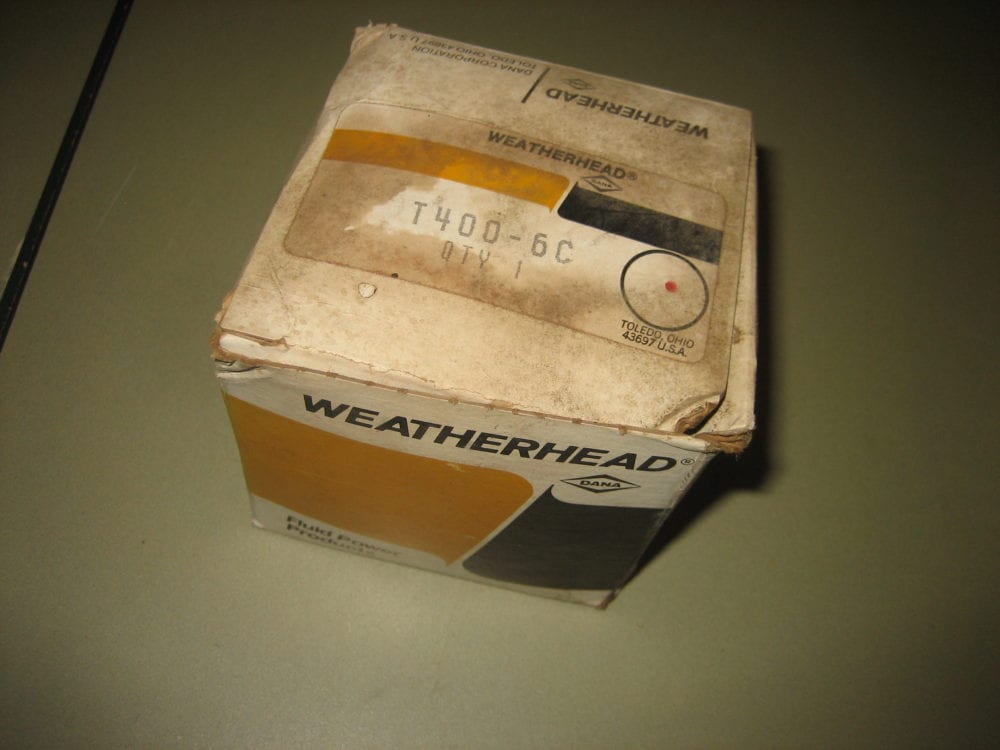 DANA CORPORATION
TOLEDO, OHIO 43697 U S A
WEATHERHEAD
WEATHERHEAD®
DANA
T400-6C
QTY 1
TOLEDO, OHIO
43697 U.S.A.
WEATHERHEAD®
DANA
Fluid Power
Products